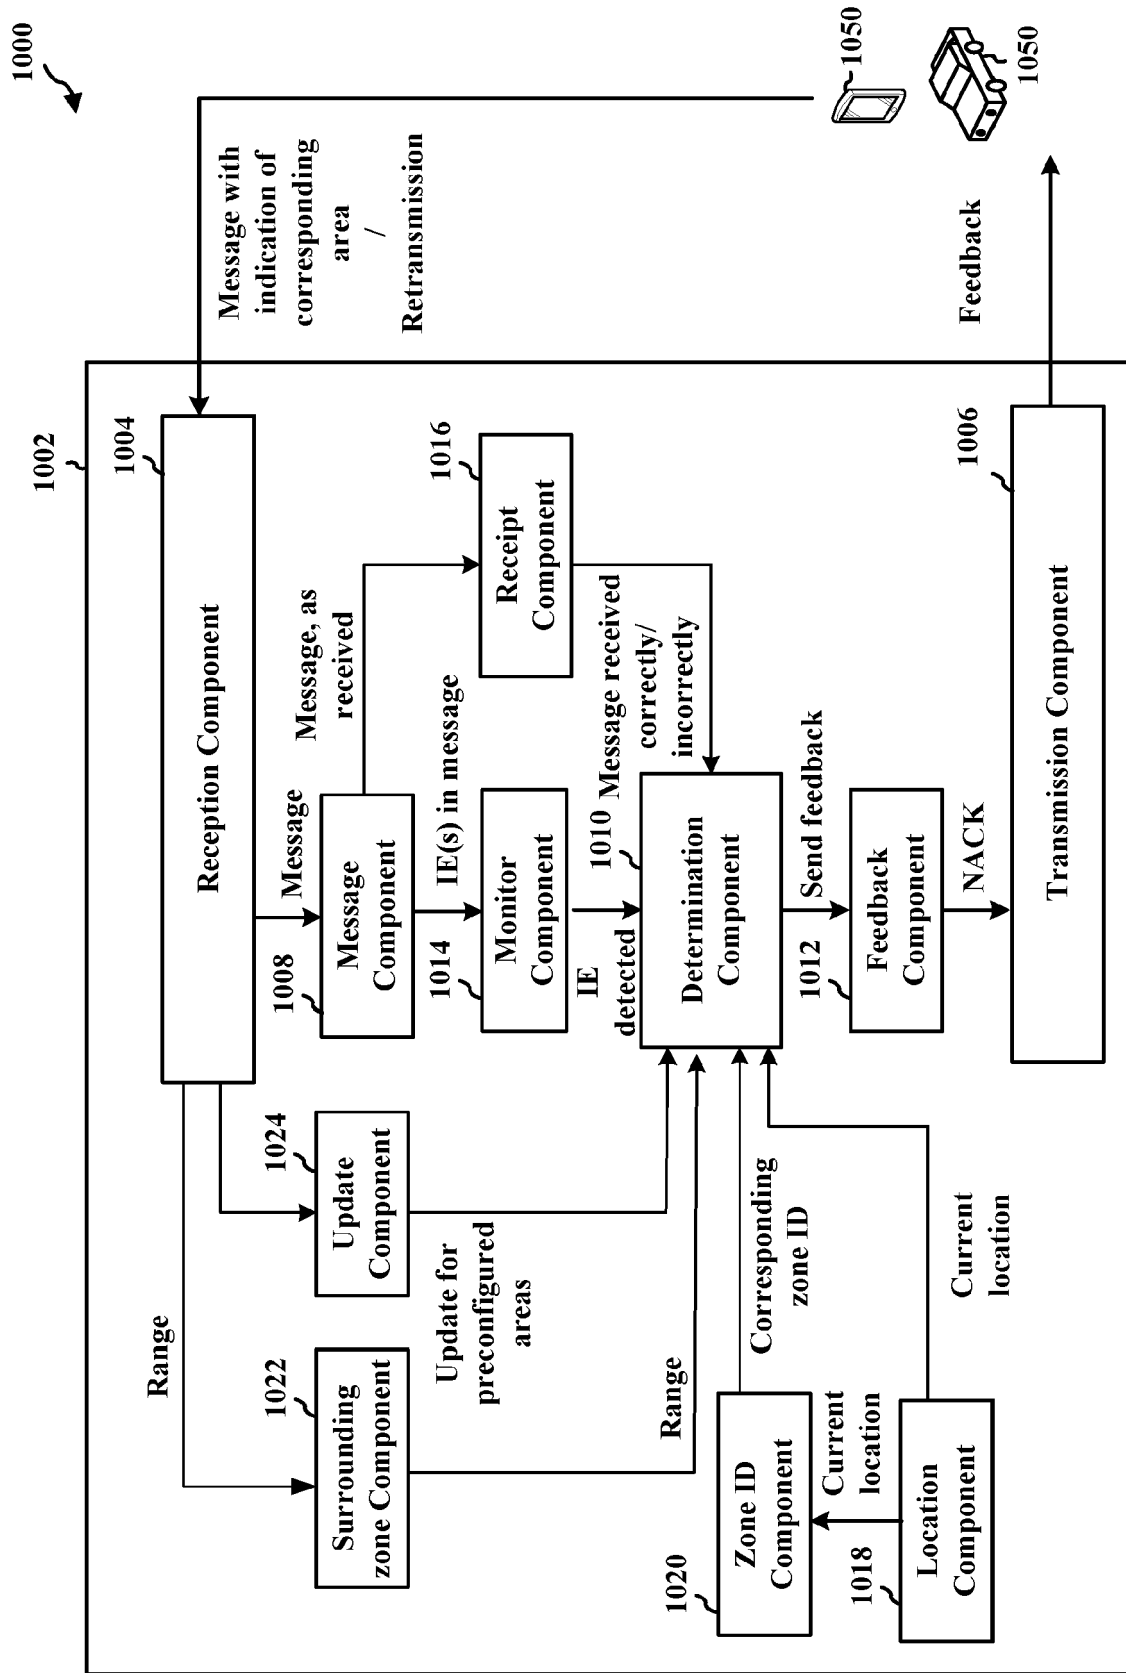 1000
1002
1004
Reception Component
Message with
indication of
corresponding
area
/
Retransmission
1050
1050
Range
1024
Update
Component
1022
Surrounding
zone Component
Message
1008
Message
Component
Message, as
received
1016
Receipt
Component
IE(s) in message
1014
Monitor
Component
IE
detected
Message received
correctly/
incorrectly
1010
Determination
Component
Update for
preconfigured
areas
Range
Corresponding
zone ID
1020
Zone ID
Component
Current
location
1018
Location
Component
Current
location
Send feedback
1012
Feedback
Component
NACK
1006
Transmission Component
Feedback